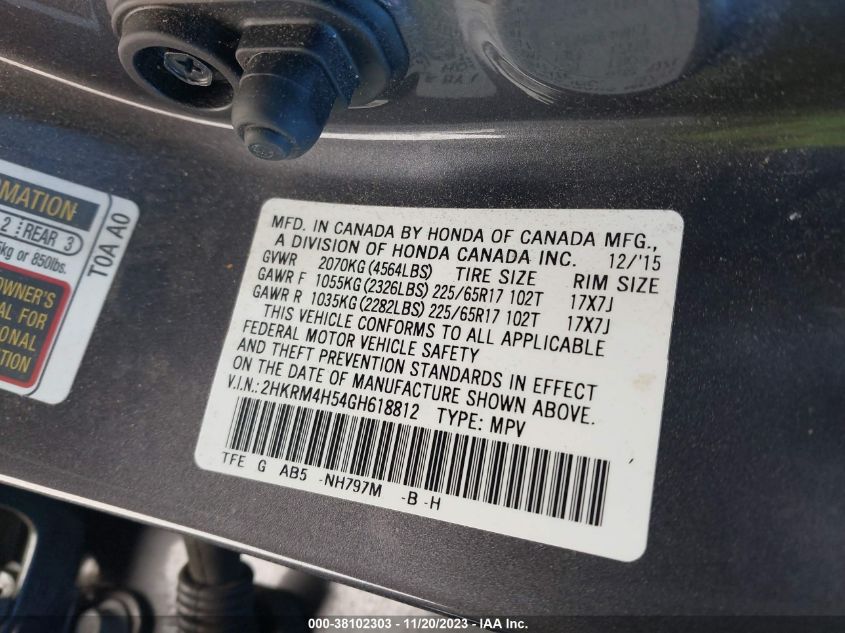 MATION
2 REAR 3
kg or 850lbs.
OWNER'S
AL FOR
ONAL
TION
TOA A0
MFD. IN CANADA BY HONDA OF CANADA MFG.,
A DIVISION OF HONDA CANADA INC. 12/'15
GVWR 2070KG(4564LBS) TIRE SIZE RIM SIZE
GAWR F 1055KG(2326LBS) 225/65R17 102T 17X7J
GAWR R 1035KG(2282LBS) 225/65R17 102T 17X7J
THIS VEHICLE CONFORMS TO ALL APPLICABLE
FEDERAL MOTOR VEHICLE SAFETY
AND THEFT PREVENTION STANDARDS IN EFFECT
ON THE DATE OF MANUFACTURE SHOWN ABOVE.
V.I.N.: 2HKRM4H54GH618812 TYPE: MPV
TFE G AB5 -NH797M -B -H
000-38102303 - 11/20/2023 - IAA Inc.